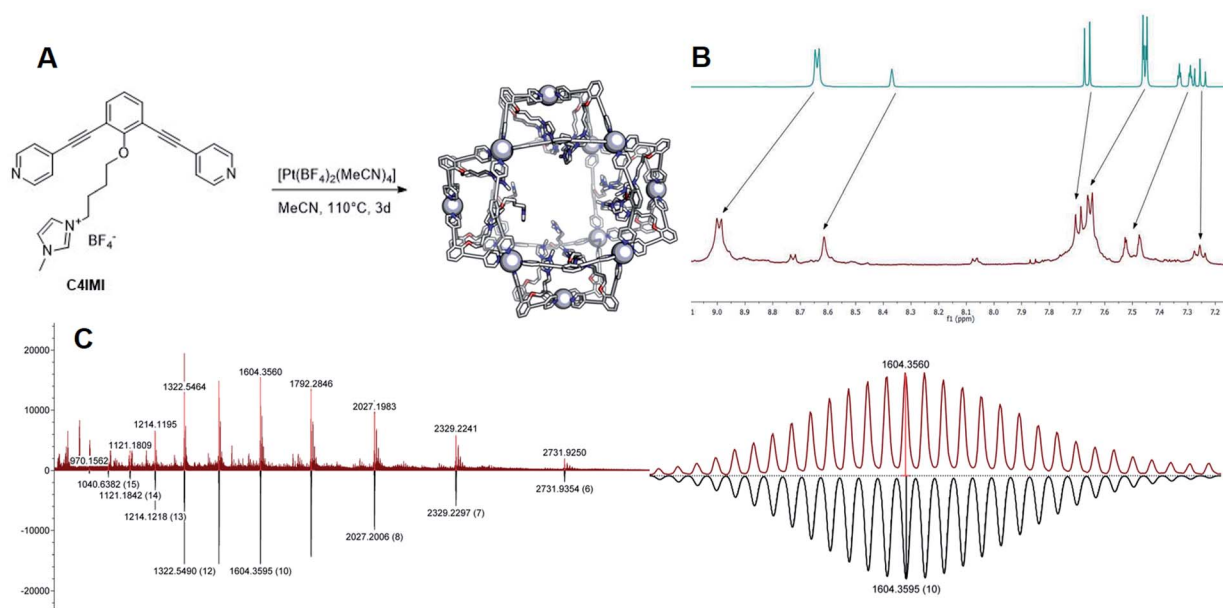 A
B
N
N
O
N
+
N
BF4-
C4IMI
[Pt(BF4)2(MeCN)4]
MeCN, 110°C, 3d
9.0 8.9 8.8 8.7 8.6 8.5 8.4 8.3 8.2 8.1 8.0 7.9 7.8 7.7 7.6 7.5 7.4 7.3 7.2
f1 (ppm)
C
20000
10000
0
-10000
-20000
970.1562
1121.1809
1214.1195
1322.5464
1604.3560
1792.2846
2027.1983
2329.2241
2731.9250
1040.6382 (15)
1121.1842 (14)
1214.1218 (13)
1322.5490 (12)
1604.3595 (10)
2027.2006 (8)
2329.2297 (7)
2731.9354 (6)
1604.3560
1604.3595 (10)